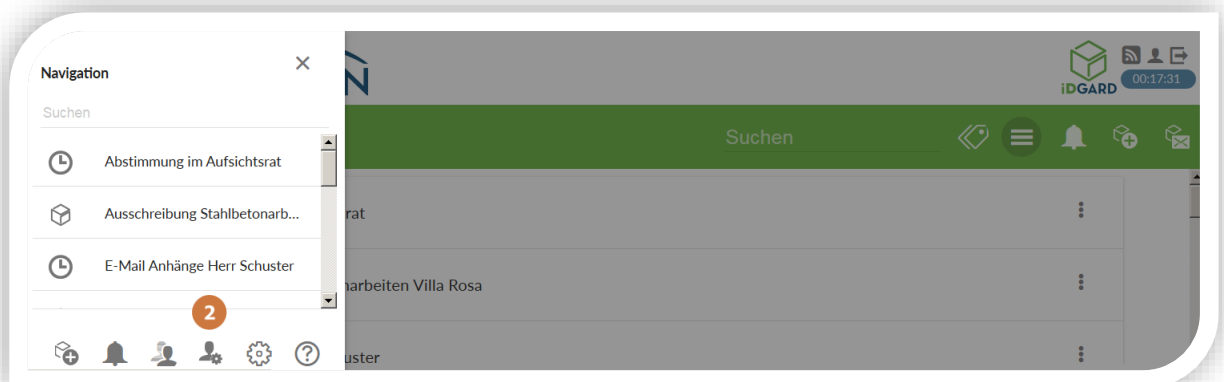 Navigation
Suchen
Abstimmung im Aufsichtsrat
Ausschreibung Stahlbetonarb...
E-Mail Anhänge Herr Schuster
2
N
iDGARD
00:17:31
Suchen
rat
narbeiten Villa Rosa
uster